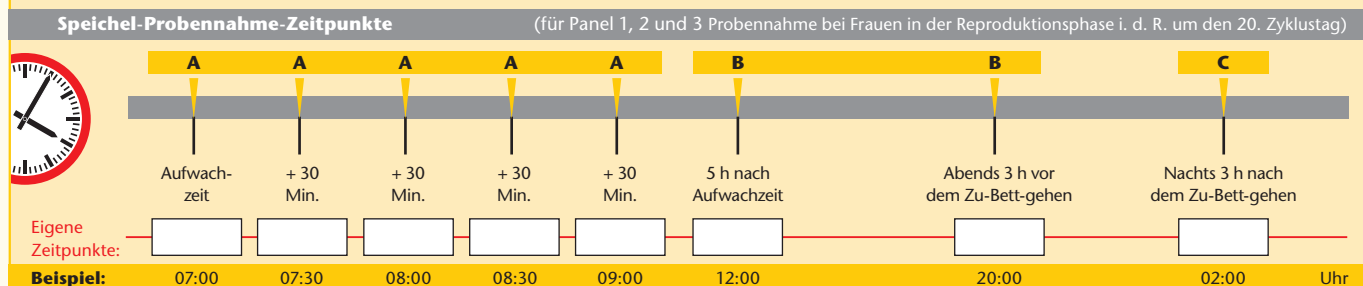 Speichel-Probennahme-Zeitpunkte (für Panel 1, 2 und 3 Probennahme bei Frauen in der Reproduktionsphase i. d. R. um den 20. Zyklustag)
A A A A A B B C
Aufwach- + 30 + 30 + 30 + 30 5 h nach Abends 3 h vor Nachts 3 h nach
zeit Min. Min. Min. Min. Aufwachzeit dem Zu-Bett-gehen dem Zu-Bett-gehen
Eigene
Zeitpunkte:
Beispiel: 07:00 07:30 08:00 08:30 09:00 12:00 20:00 02:00 Uhr